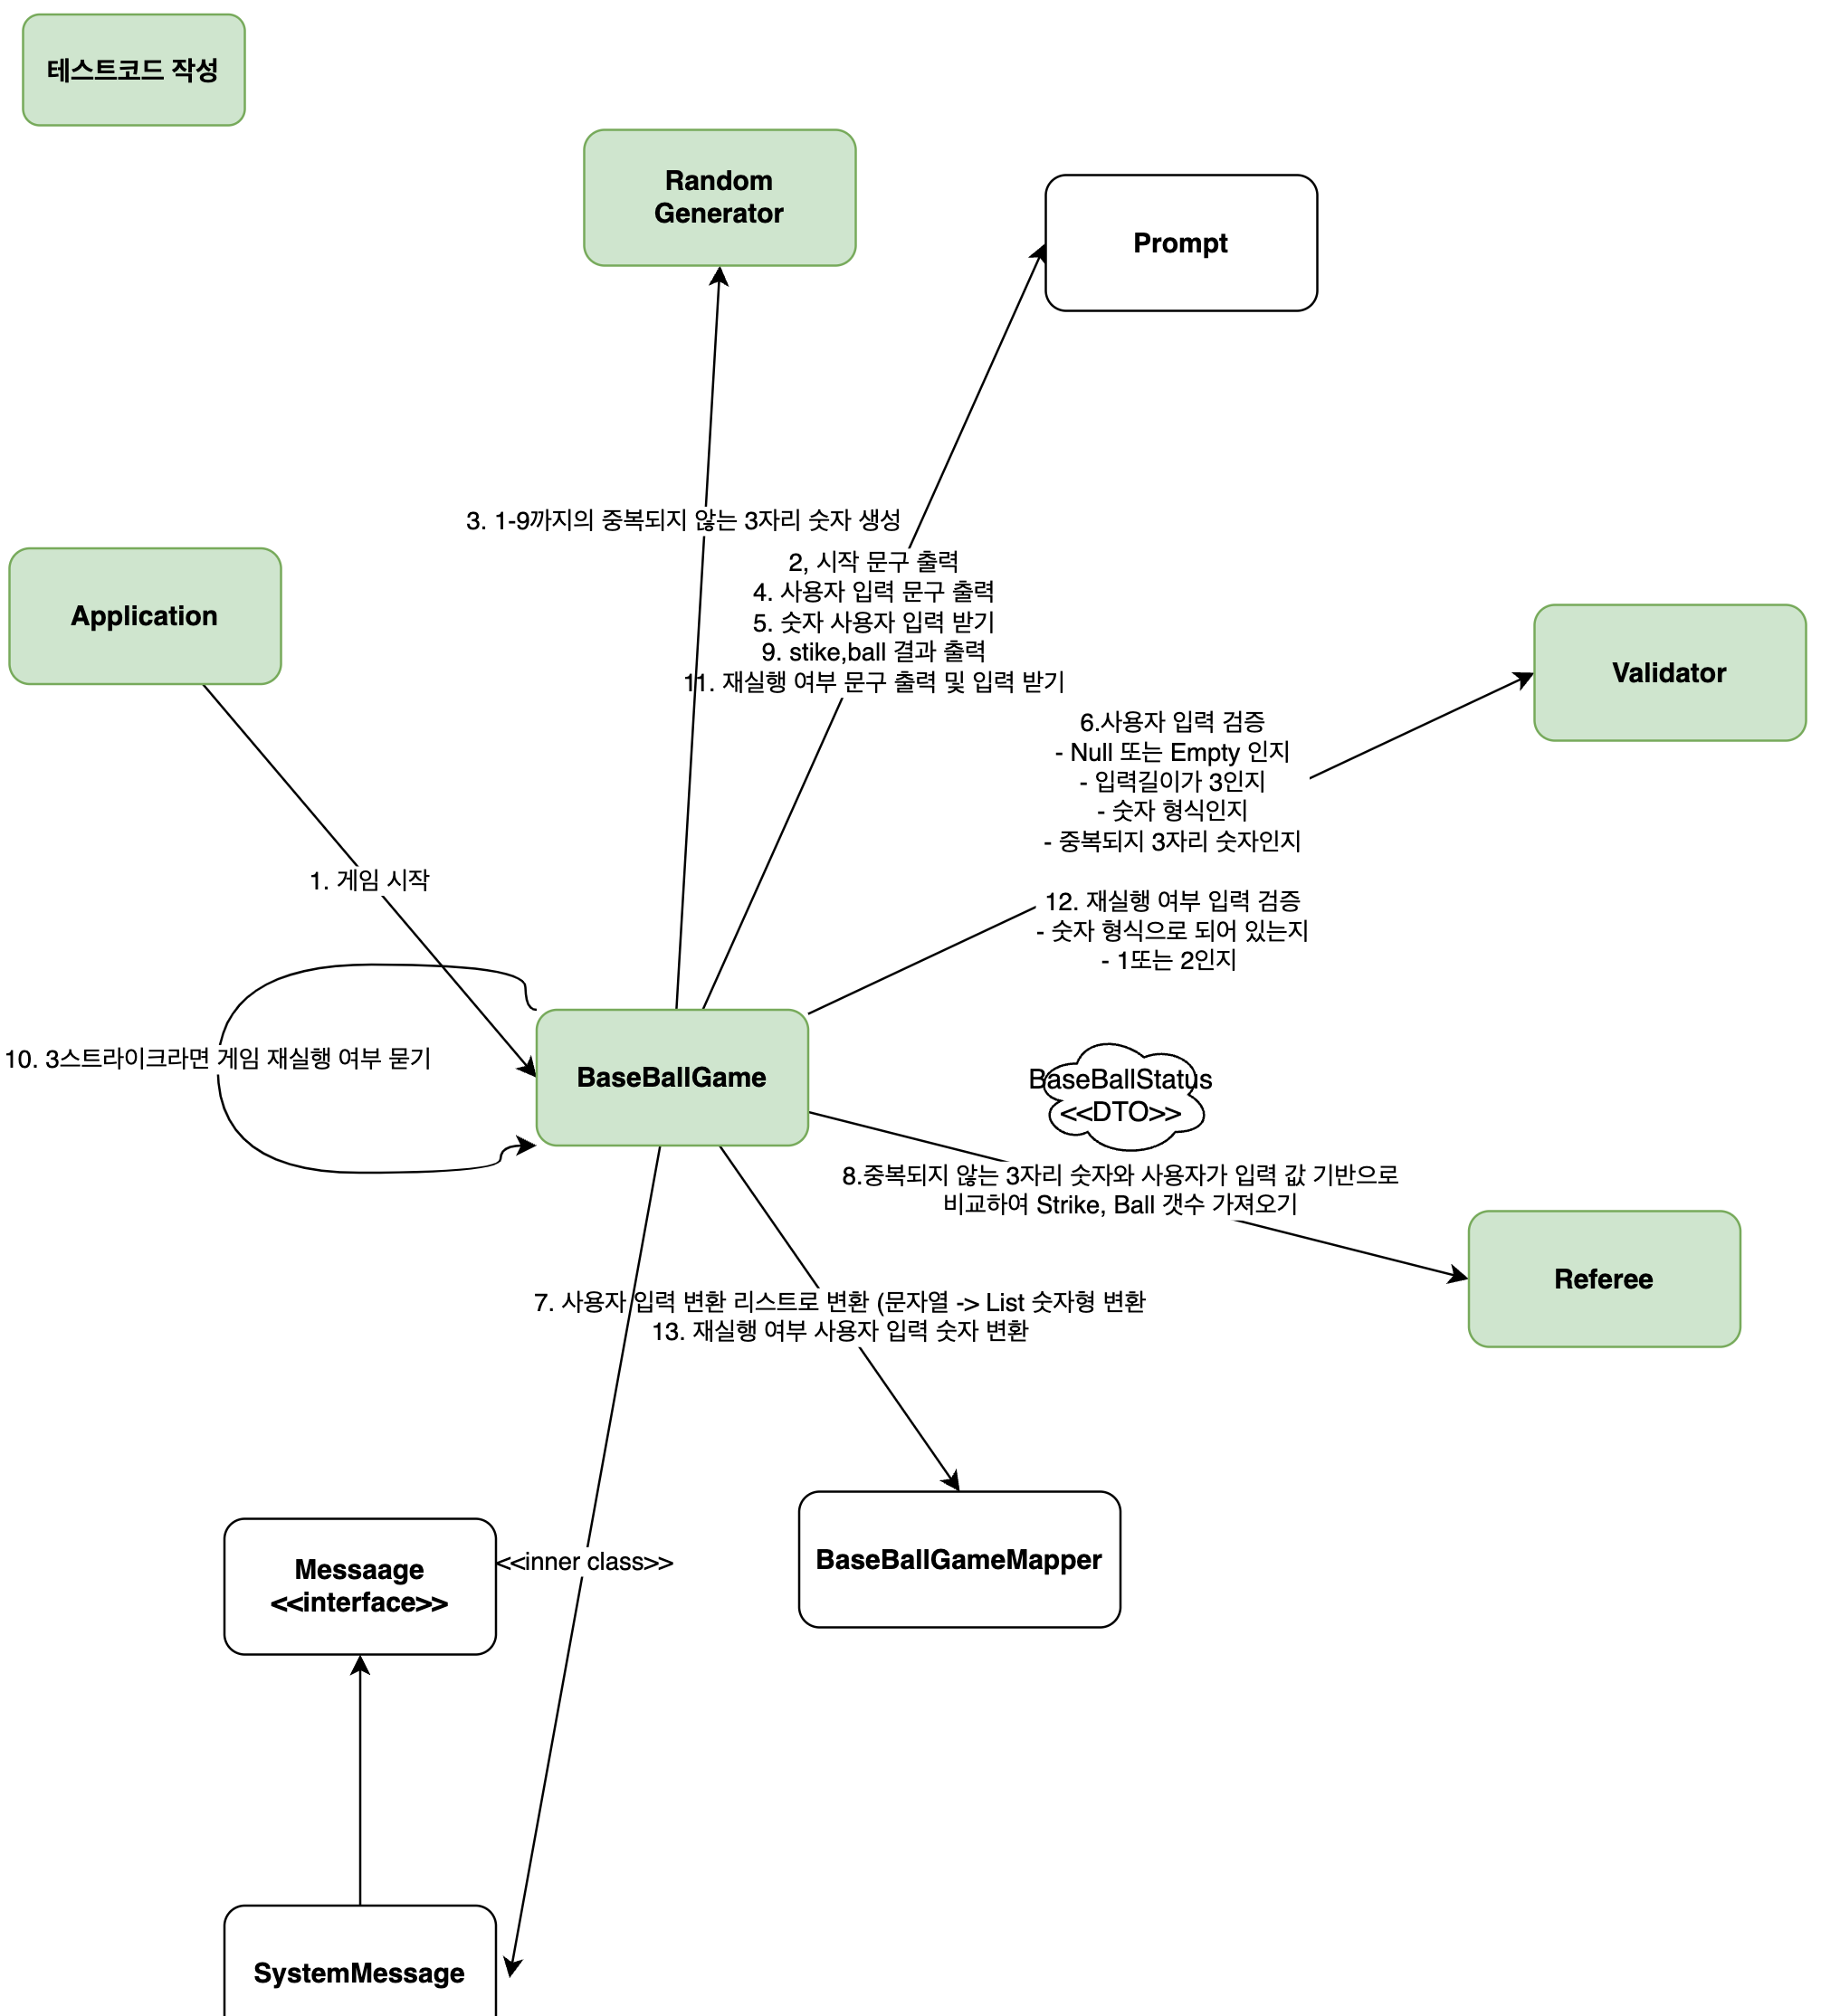 테스트코드 작성
Random
Generator
Prompt
3. 1-9까지의 중복되지 않는 3자리 숫자 생성
2, 시작 문구 출력
4. 사용자 입력 문구 출력
5. 숫자 사용자 입력 받기
9. stike,ball 결과 출력
11. 재실행 여부 문구 출력 및 입력 받기
Application
Validator
6.사용자 입력 검증
- Null 또는 Empty 인지
- 입력길이가 3인지
- 숫자 형식인지
- 중복되지 3자리 숫자인지
12. 재실행 여부 입력 검증
- 숫자 형식으로 되어 있는지
- 1또는 2인지
1. 게임 시작
10. 3스트라이크라면 게임 재실행 여부 묻기
BaseBallGame
BaseBallStatus
<<DTO>>
8.중복되지 않는 3자리 숫자와 사용자가 입력 값 기반으로
비교하여 Strike, Ball 갯수 가져오기
Referee
7. 사용자 입력 변환 리스트로 변환 (문자열 -> List 숫자형 변환
13. 재실행 여부 사용자 입력 숫자 변환
Messaage
<<interface>>
<<inner class>>
BaseBallGameMapper
SystemMessage